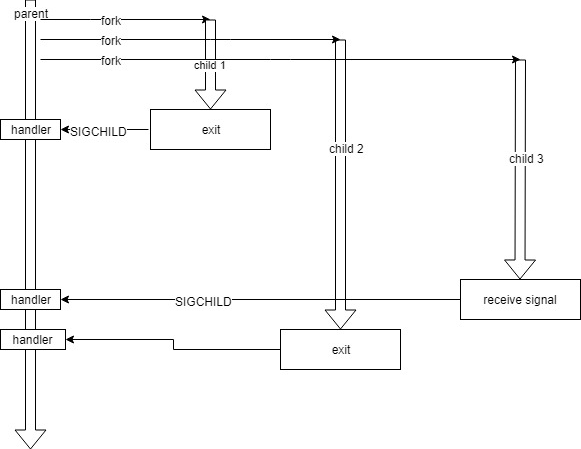 parent
fork
fork
fork
child 1
handler
SIGCHILD
exit
child 2
child 3
handler
SIGCHILD
receive signal
handler
exit